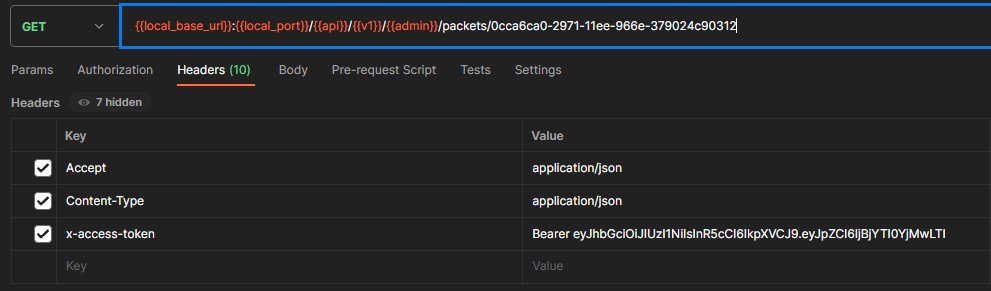 GET {{local_base_url}}:{{local_port}}/{{api}}/{{v1}}/{{admin}}/packets/0cca6ca0-2971-11ee-966e-379024c90312
Params Authorization Headers (10) Body Pre-request Script Tests Settings
Headers 7 hidden
Key Value
Accept application/json
Content-Type application/json
x-access-token Bearer eyJhbGciOiJIUzI1NiIsInR5cCI6IkpXVCJ9.eyJpZCI6IjBjYTI0YjMwLTI
Key Value